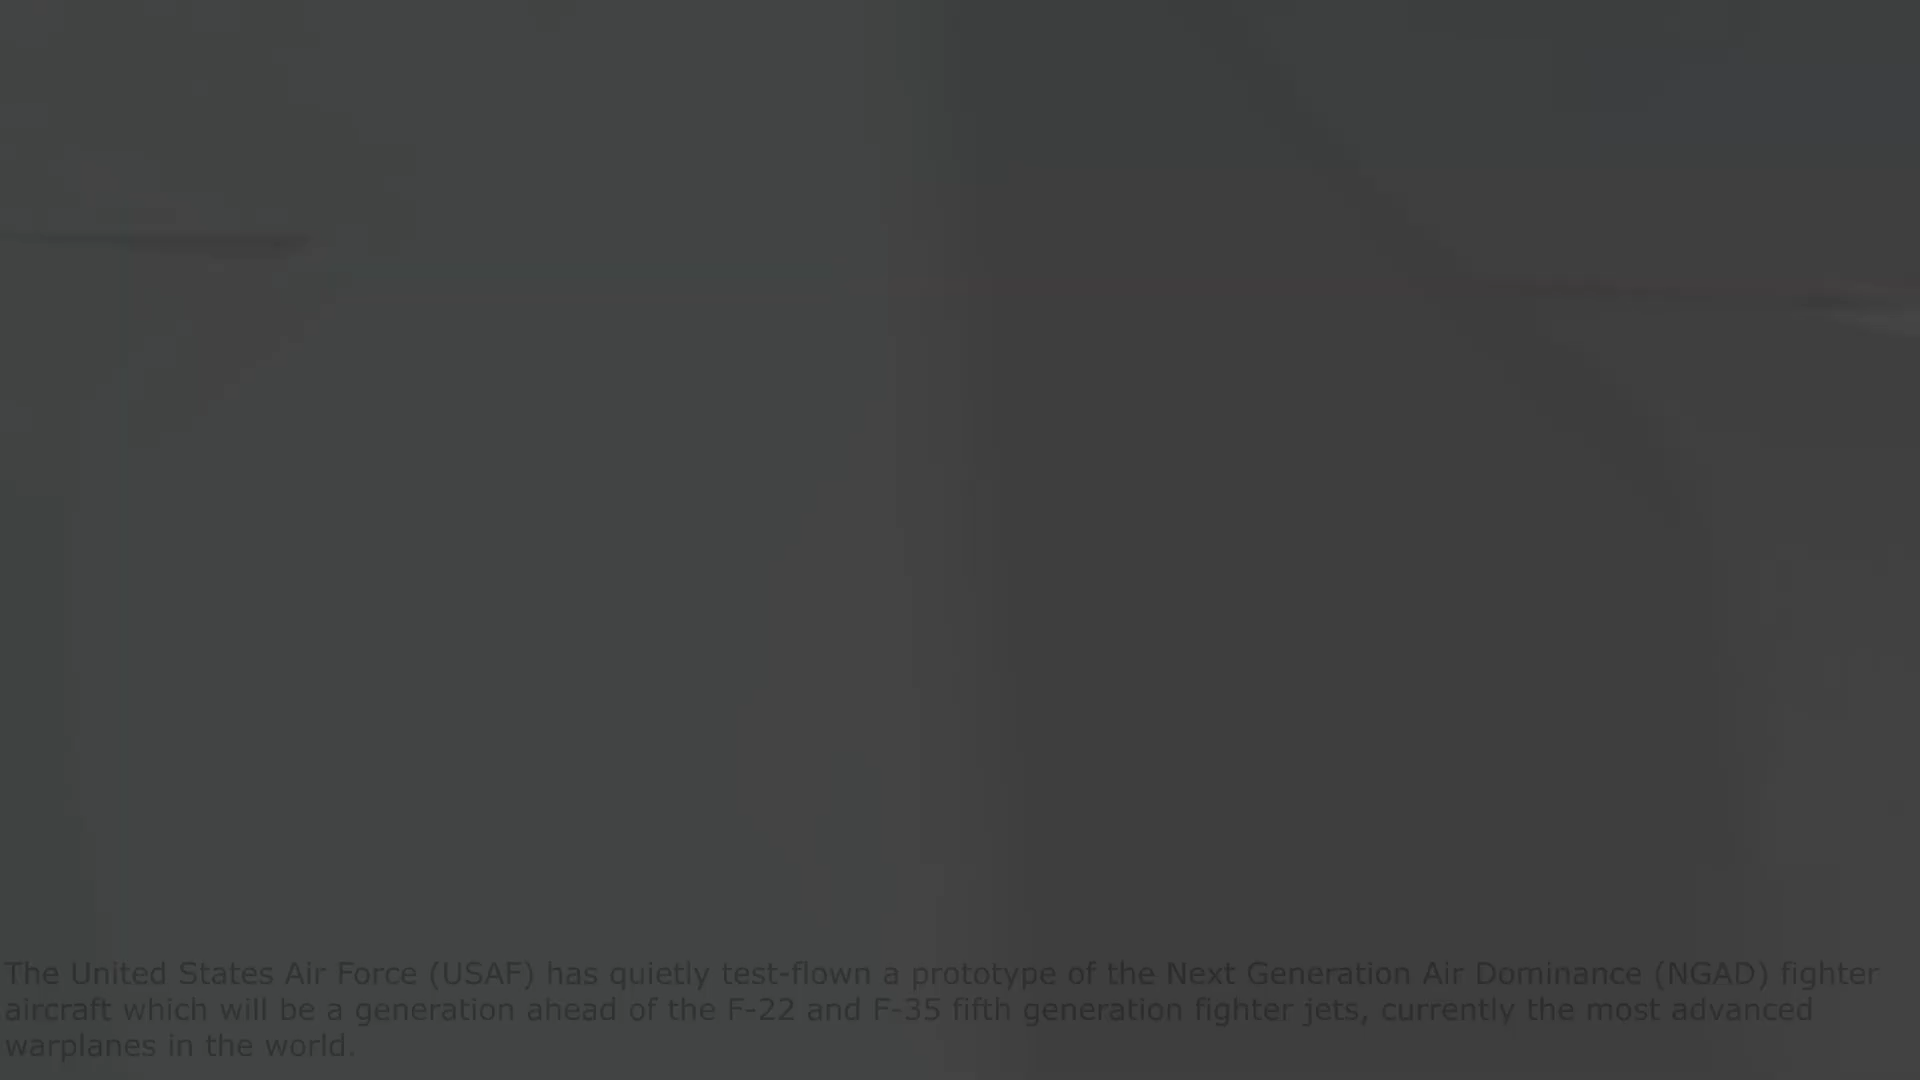 The United States Air Force (USAF) has quietly test-flown a prototype of the Next Generation Air Dominance (NGAD) fighter
aircraft which will be a generation ahead of the F-22 and F-35 fifth generation fighter jets, currently the most advanced
warplanes in the world.